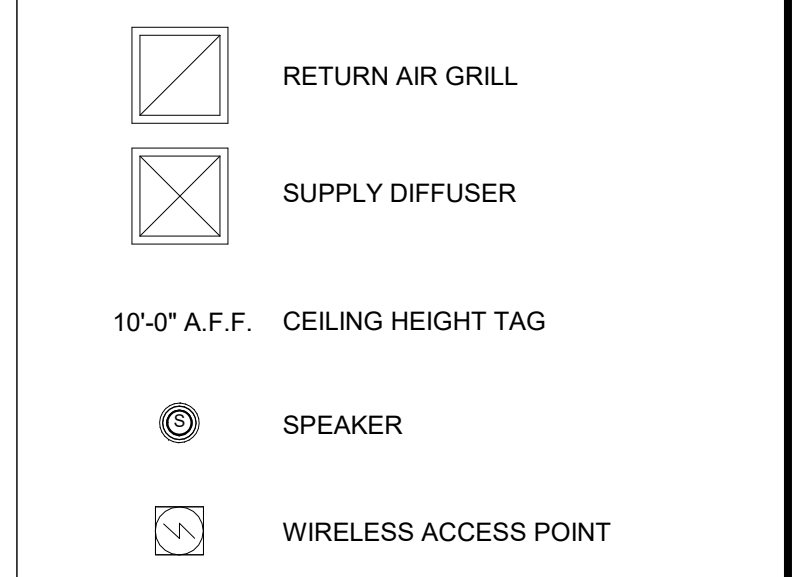 RETURN AIR GRILL
SUPPLY DIFFUSER
10'-0" A.F.F. CEILING HEIGHT TAG
S SPEAKER
WIRELESS ACCESS POINT